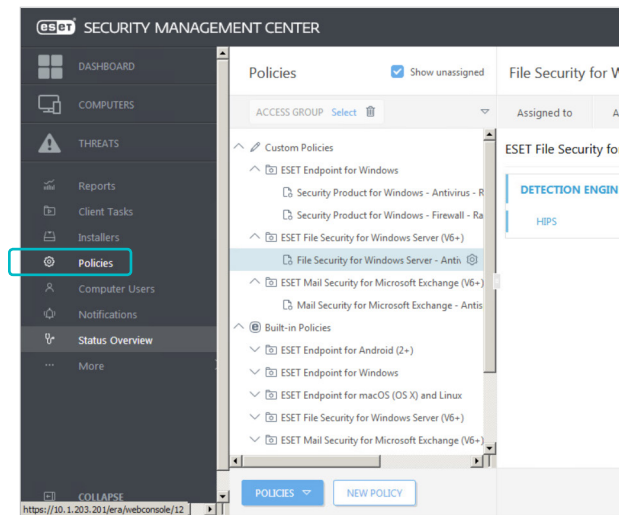 eset SECURITY MANAGEMENT CENTER
DASHBOARD
COMPUTERS
THREATS
Reports
Client Tasks
Installers
Policies
Computer Users
Notifications
Status Overview
More
COLLAPSE
https://10.1.203.201/era/webconsole/12
Policies
Show unassigned
ACCESS GROUP Select
Custom Policies
ESET Endpoint for Windows
Security Product for Windows - Antivirus - R
Security Product for Windows - Firewall - Ra
ESET File Security for Windows Server (V6+)
File Security for Windows Server - Antiv
ESET Mail Security for Microsoft Exchange (V6+)
Mail Security for Microsoft Exchange - Antis
Built-in Policies
ESET Endpoint for Android (2+)
ESET Endpoint for Windows
ESET Endpoint for macOS (OS X) and Linux
ESET File Security for Windows Server (V6+)
ESET Mail Security for Microsoft Exchange (V6+)
POLICIES
NEW POLICY
File Security for W
Assigned to A
ESET File Security fo
DETECTION ENGIN
HIPS